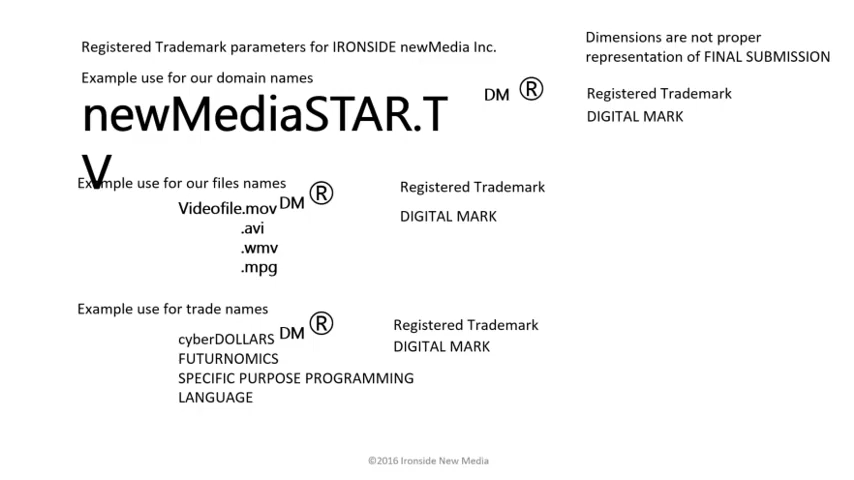 Registered Trademark parameters for IRONSIDE newMedia Inc.
Dimensions are not proper
representation of FINAL SUBMISSION
Example use for our domain names
newMediaSTAR.T
V
DM ®
Registered Trademark
DIGITAL MARK
Example use for our files names
Videofile.mov DM ®
.avi
.wmv
.mpg
Registered Trademark
DIGITAL MARK
Example use for trade names
cyberDOLLARS DM ®
FUTURNOMICS
SPECIFIC PURPOSE PROGRAMMING
LANGUAGE
Registered Trademark
DIGITAL MARK
©2016 Ironside New Media